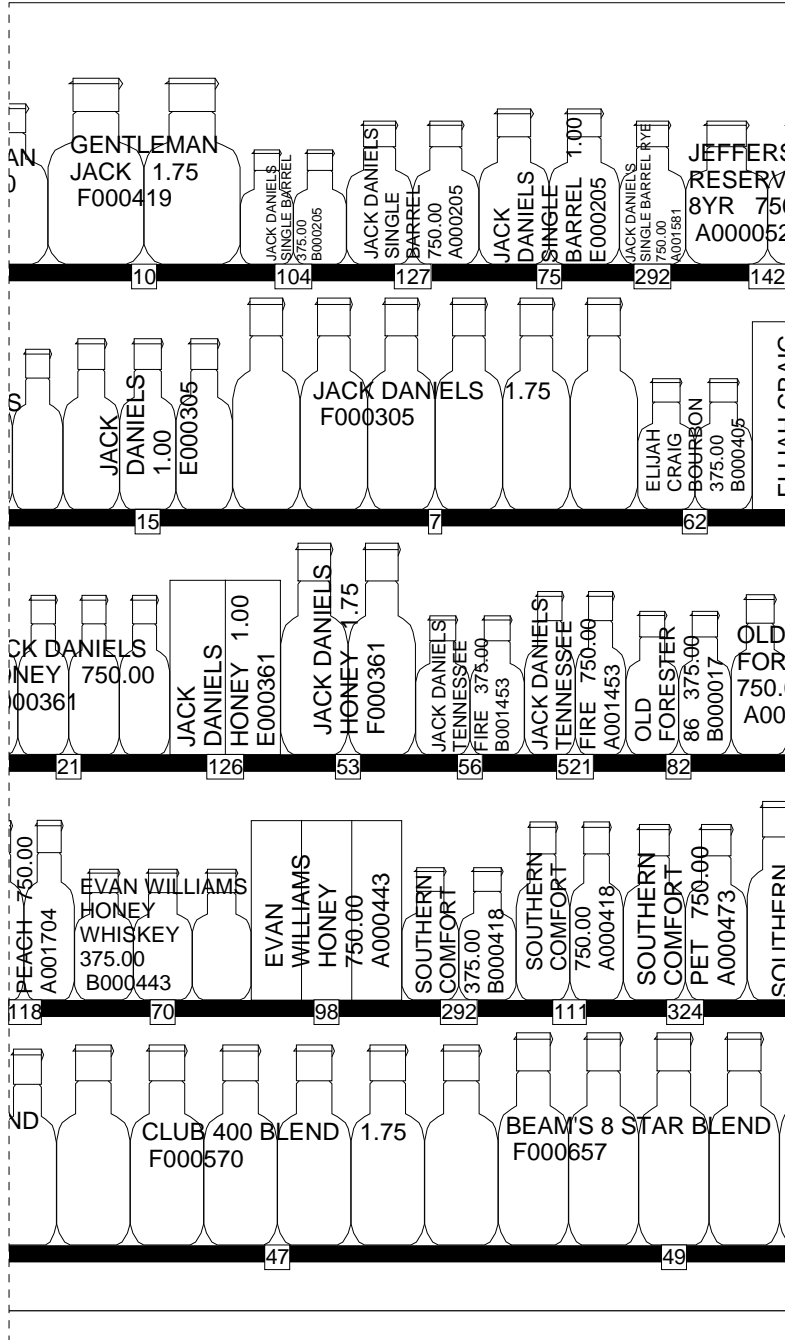 AN
0
GENTLEMAN
JACK 1.75
F000419
JACK DANIELS
SINGLE BARREL
375.00
B000205
JACK DANIELS
SINGLE
BARREL
750.00
A000205
JACK
DANIELS
SINGLE
BARREL 1.00
E000205
JACK DANIELS
SINGLE BARREL RYE
750.00
A001581
JEFFERS
RESERV
8YR 750
A000052
10
104
127
75
292
142
S
JACK
DANIELS
1.00
E000305
JACK DANIELS 1.75
F000305
ELIJAH
CRAIG
BOURBON
375.00
B000405
ELIJAH CRAIG
15
7
62
CK DANIELS
NEY 750.00
000361
JACK
DANIELS
HONEY 1.00
E000361
JACK DANIELS
HONEY 1.75
F000361
JACK DANIELS
TENNESSEE
FIRE 375.00
B001453
JACK DANIELS
TENNESSEE
FIRE 750.00
A001453
OLD
FORESTER
86 375.00
B000017
OLD
FOR
750.
A00
21
126
53
56
521
82
PEACH 750.00
A001704
EVAN WILLIAMS
HONEY
WHISKEY
375.00
B000443
EVAN
WILLIAMS
HONEY
750.00
A000443
SOUTHERN
COMFORT
375.00
B000418
SOUTHERN
COMFORT
750.00
A000418
SOUTHERN
COMFORT
PET 750.00
A000473
SOUTHERN
118
70
98
292
111
324
ND
CLUB 400 BLEND 1.75
F000570
BEAM'S 8 STAR BLEND
F000657
47
49